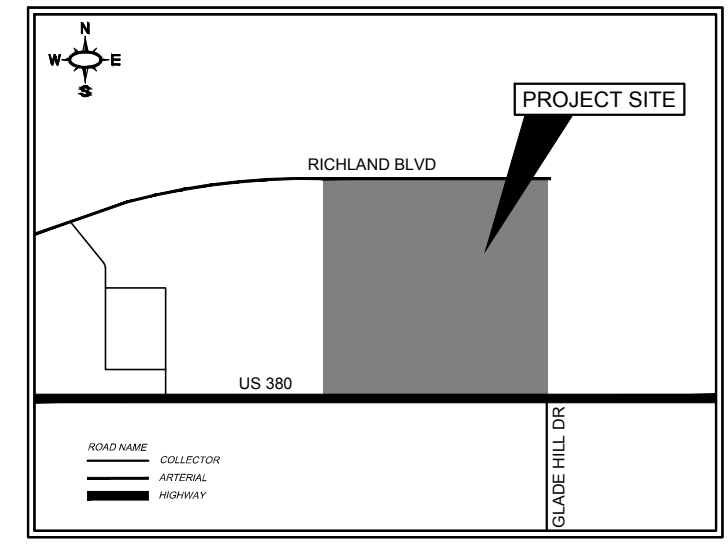 N
W E
S
PROJECT SITE
RICHLAND BLVD
US 380
GLADE HILL DR
ROAD NAME
COLLECTOR
ARTERIAL
HIGHWAY